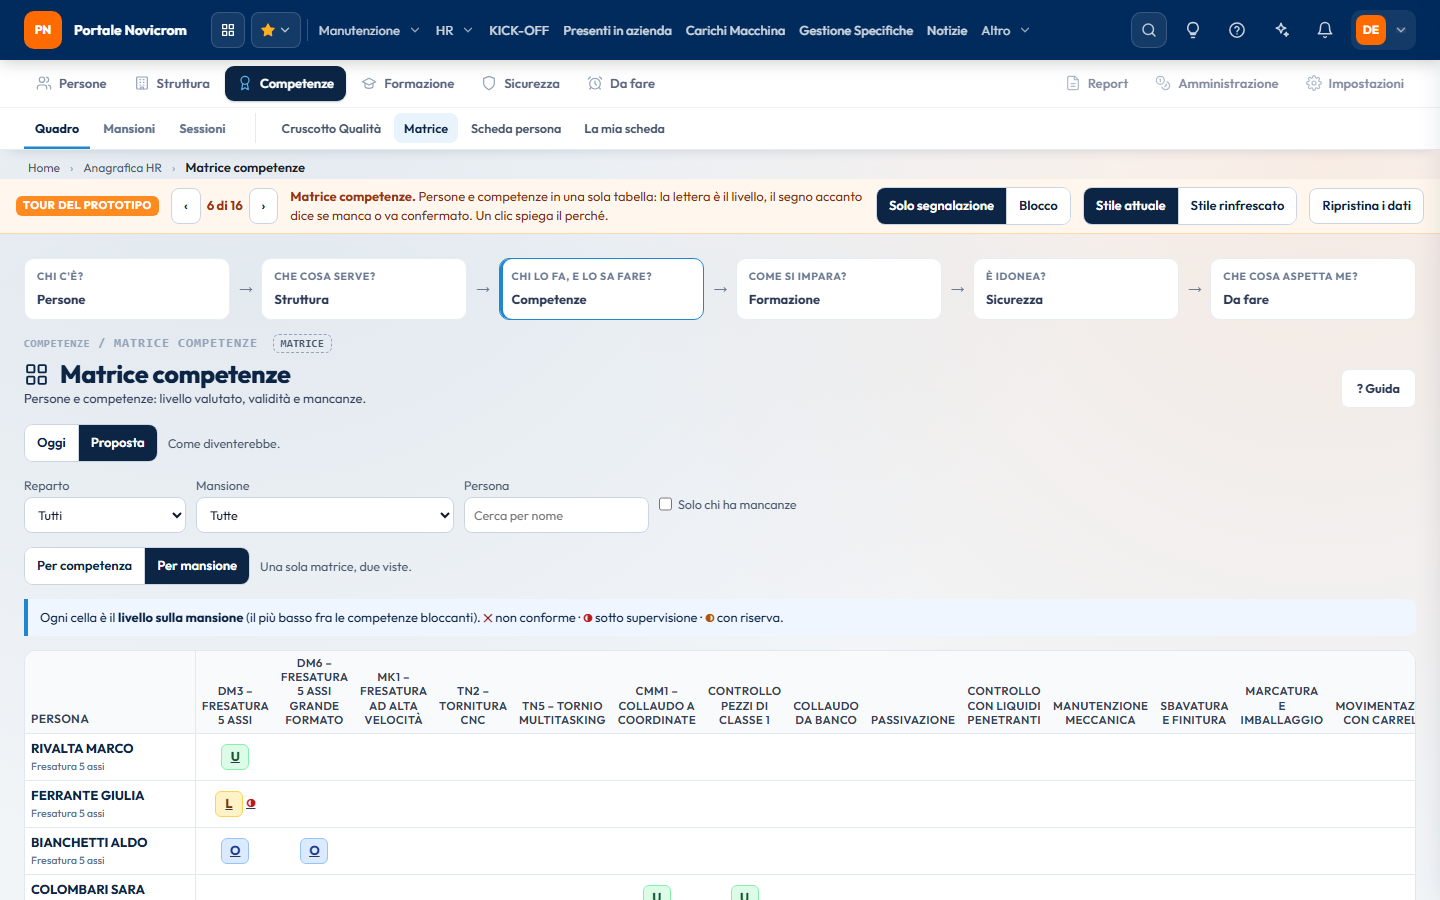 PN Portale Novicrom Manutenzione HR KICK-OFF Presenti in azienda Carichi Macchina Gestione Specifiche Notizie Altro DE
Persone Struttura Competenze Formazione Sicurezza Da fare Report Amministrazione Impostazioni
Quadro Mansioni Sessioni Cruscotto Qualità Matrice Scheda persona La mia scheda
Home › Anagrafica HR › Matrice competenze
TOUR DEL PROTOTIPO ‹ 6 di 16 › Matrice competenze. Persone e competenze in una sola tabella: la lettera è il livello, il segno accanto
dice se manca o va confermato. Un clic spiega il perché.
Solo segnalazione Blocco Stile attuale Stile rinfrescato Ripristina i dati
CHI C'È?
Persone
→
CHE COSA SERVE?
Struttura
→
CHI LO FA, E LO SA FARE?
Competenze
→
COME SI IMPARA?
Formazione
→
È IDONEA?
Sicurezza
→
CHE COSA ASPETTA ME?
Da fare
COMPETENZE / MATRICE COMPETENZE MATRICE
Matrice competenze
Persone e competenze: livello valutato, validità e mancanze.
? Guida
Oggi Proposta Come diventerebbe.
Reparto Mansione Persona
Tutti Tutte Cerca per nome Solo chi ha mancanze
Per competenza Per mansione Una sola matrice, due viste.
Ogni cella è il livello sulla mansione (il più basso fra le competenze bloccanti). ✕ non conforme · ◑ sotto supervisione · ◐ con riserva.
PERSONA
DM3 –
FRESATURA
5 ASSI
DM6 –
FRESATURA
5 ASSI
GRANDE
FORMATO
MK1 –
FRESATURA
AD ALTA
VELOCITÀ
TN2 –
TORNITURA
CNC
TN5 – TORNIO
MULTITASKING
CMM1 –
COLLAUDO A
COORDINATE
CONTROLLO
PEZZI DI
CLASSE 1
COLLAUDO
DA BANCO
PASSIVAZIONE
CONTROLLO
CON LIQUIDI
PENETRANTI
MANUTENZIONE
MECCANICA
SBAVATURA
E FINITURA
MARCATURA
E
IMBALLAGGIO
MOVIMENTAZ
CON CARREL
RIVALTA MARCO
Fresatura 5 assi
U
FERRANTE GIULIA
Fresatura 5 assi
L ◑
BIANCHETTI ALDO
Fresatura 5 assi
O O
COLOMBARI SARA
U U